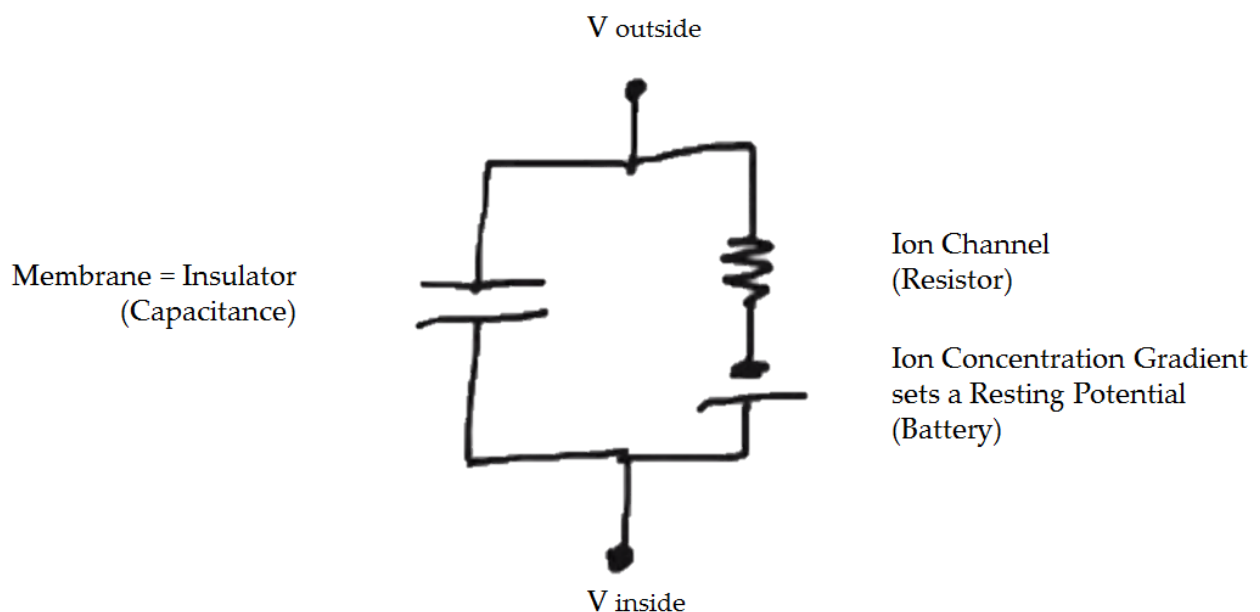 V outside
Membrane = Insulator
(Capacitance)
Ion Channel
(Resistor)
Ion Concentration Gradient
sets a Resting Potential
(Battery)
V inside